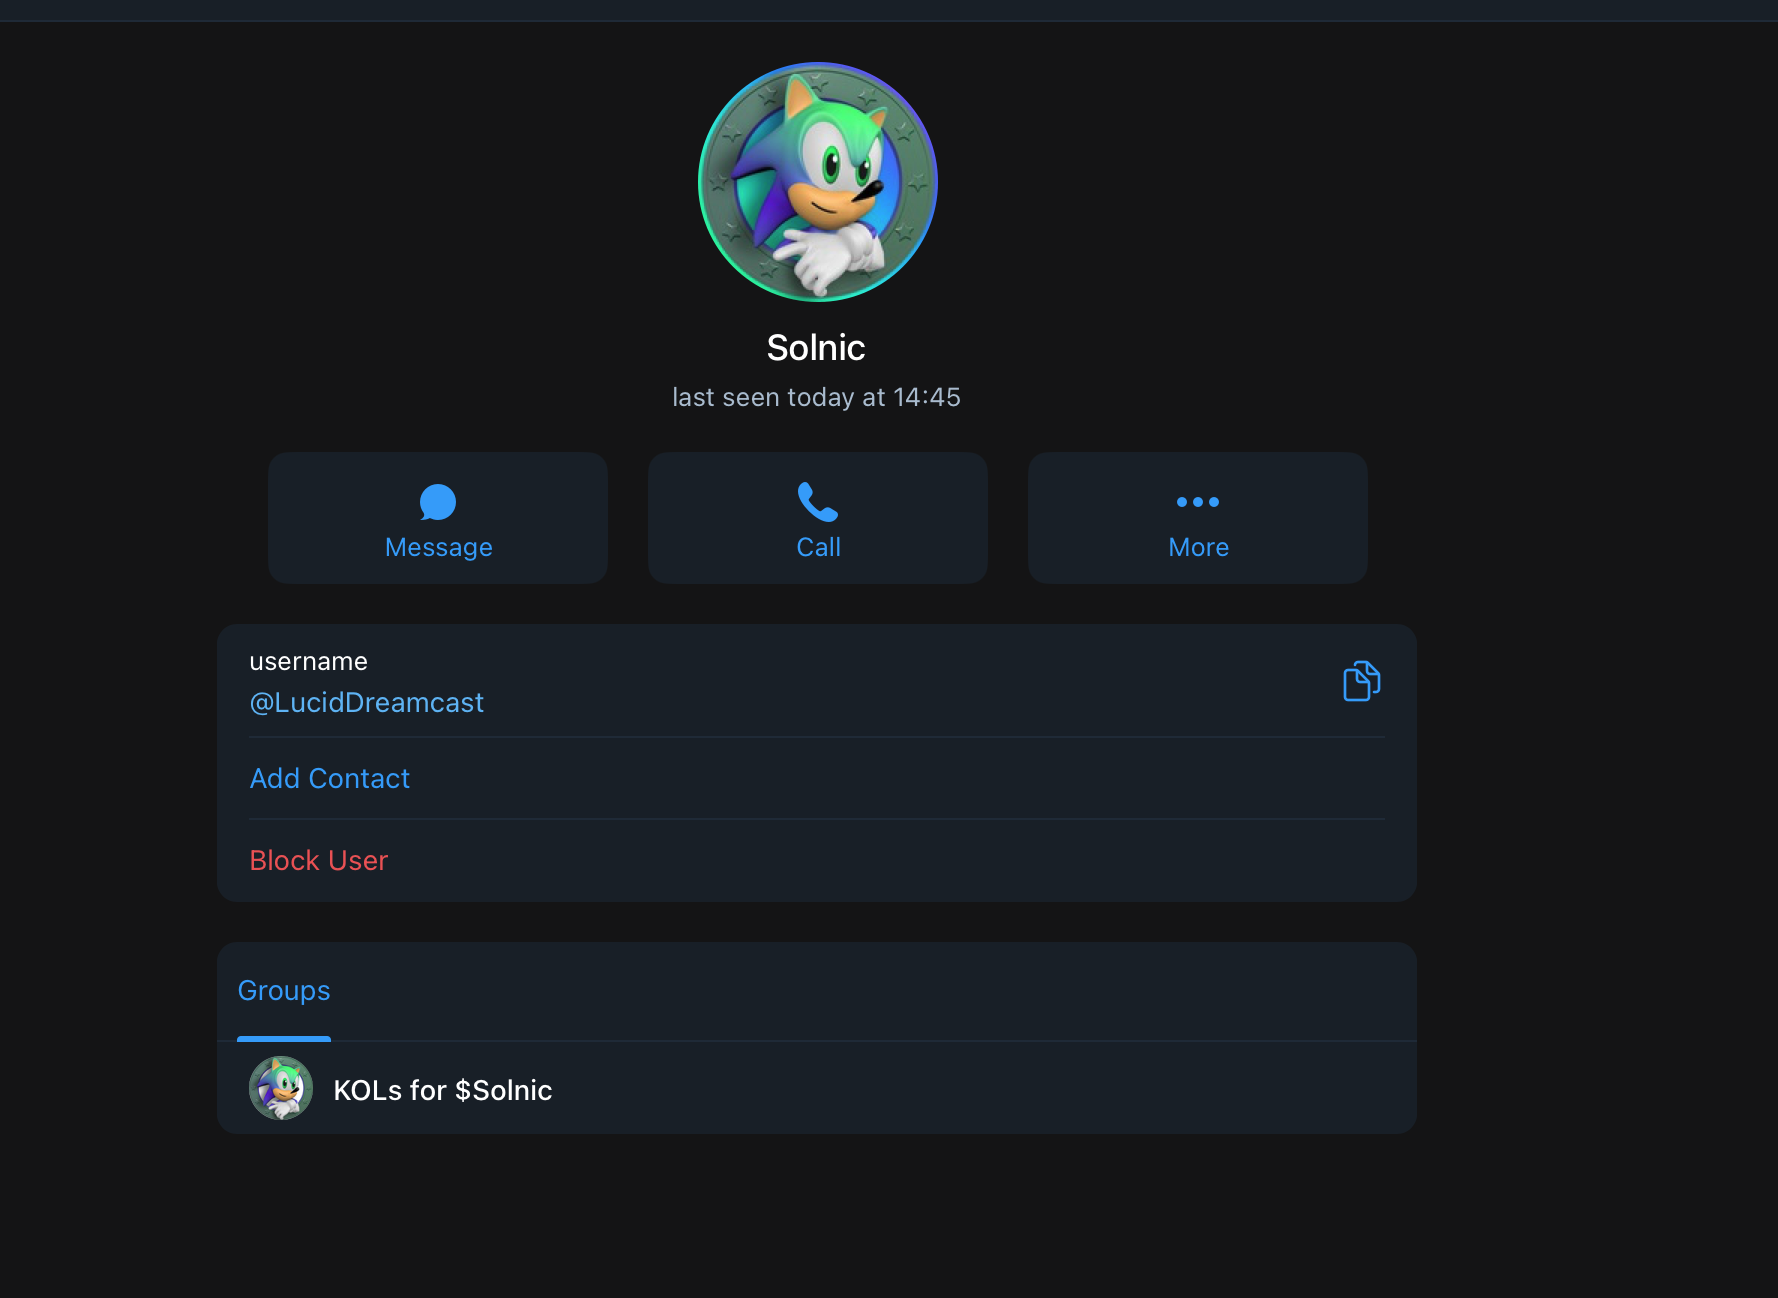 Solnic
last seen today at 14:45
Message
Call
More
username
@LucidDreamcast
Add Contact
Block User
Groups
KOLs for $Solnic